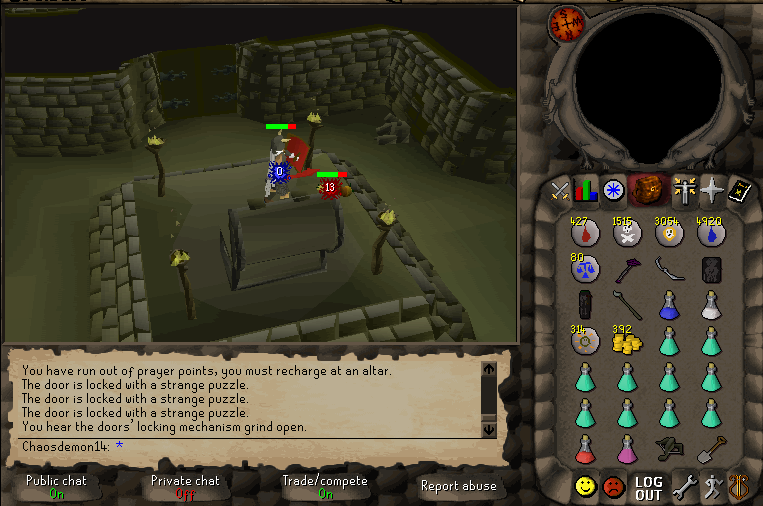 427 1515 3054 4920
0
80
13
314 392
You have run out of prayer points, you must recharge at an altar.
The door is locked with a strange puzzle.
The door is locked with a strange puzzle.
The door is locked with a strange puzzle.
You hear the doors' locking mechanism grind open.
Chaosdemon14: *
Public chat
On
Private chat
Off
Trade/compete
On
Report abuse
LOG
OUT